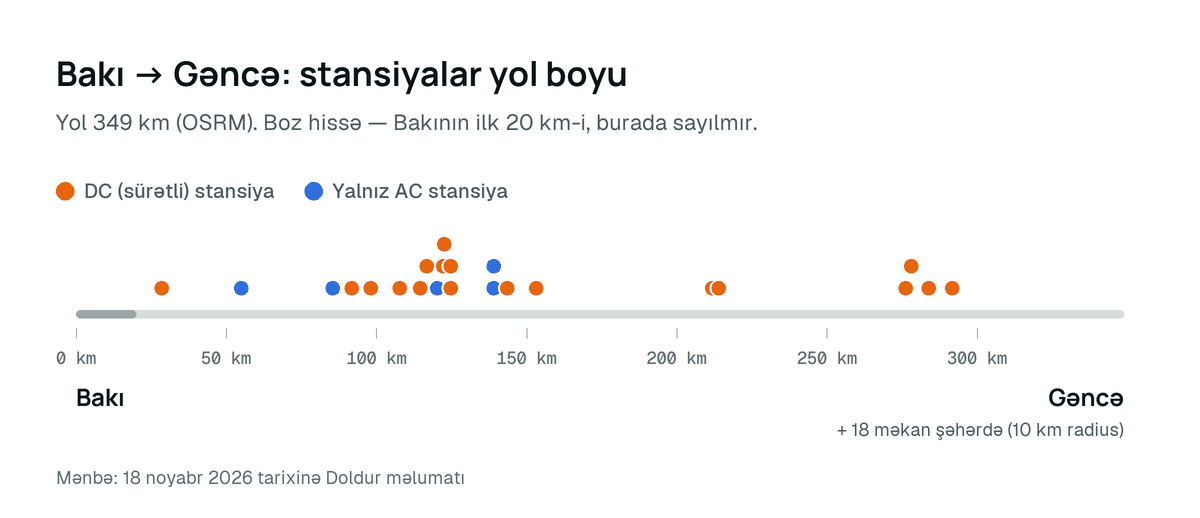 Bakı → Gəncə: stansiyalar yol boyu
Yol 349 km (OSRM). Boz hissə — Bakının ilk 20 km-i, burada sayılmır.
DC (sürətli) stansiya Yalnız AC stansiya
0 km 50 km 100 km 150 km 200 km 250 km 300 km
Bakı Gəncə
+ 18 məkan şəhərdə (10 km radius)
Mənbə: 18 noyabr 2026 tarixinə Doldur məlumatı